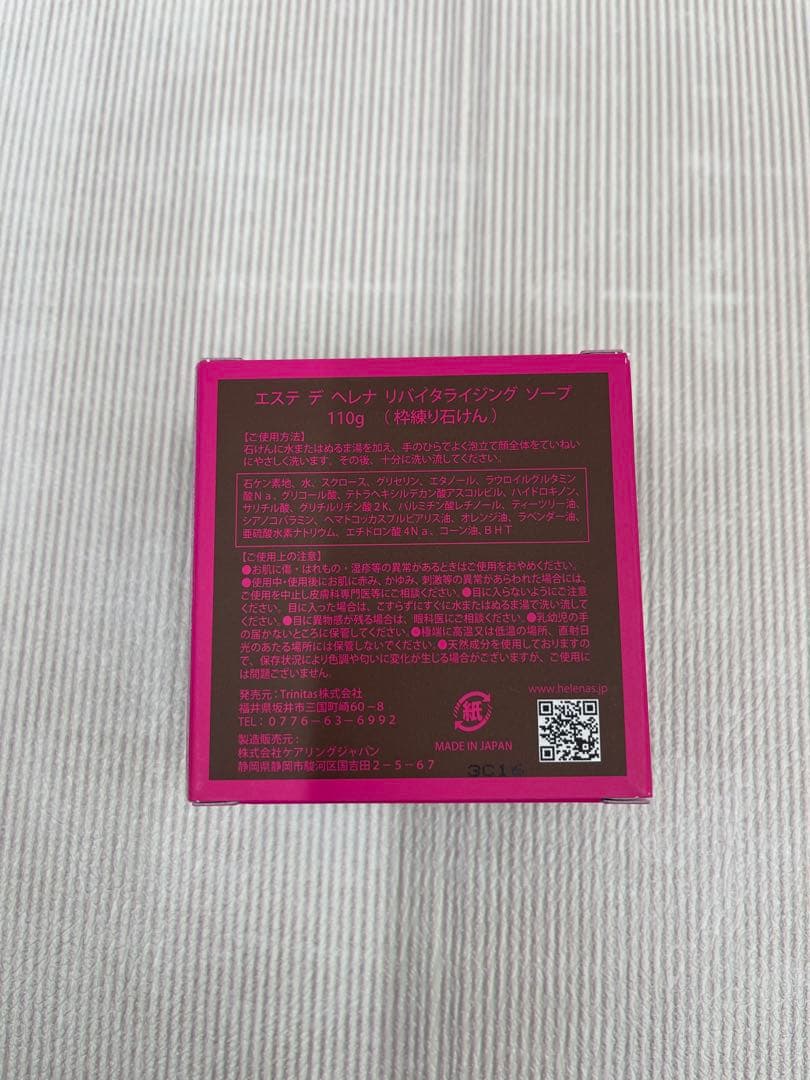 エステ デ ヘレナ リバイタライジング ソープ
110g （枠練り石けん）
【ご使用方法】
石けんに水またはぬるま湯を加え、手のひらでよく泡立て顔全体をていねい
にやさしく洗います。その後、十分に洗い流してください。
石ケン素地、水、スクロース、グリセリン、エタノール、ラウロイルグルタミン
酸Ｎａ、グリコール酸、テトラヘキシルデカン酸アスコルビル、ハイドロキノン、
サリチル酸、グリチルリチン酸２Ｋ、パルミチン酸レチノール、ティーツリー油、
シアノコバラミン、ヘマトコッカスプルビアリス油、オレンジ油、ラベンダー油、
亜硫酸水素ナトリウム、エチドロン酸４Ｎａ、コーン油、ＢＨＴ
【ご使用上の注意】
●お肌に傷・はれもの・湿疹等の異常があるときはご使用をおやめください。
●使用中・使用後にお肌に赤み、かゆみ、刺激等の異常があらわれた場合には、
ご使用を中止し皮膚科専門医等にご相談ください。●目に入らないようにご注意
ください。目に入った場合は、こすらずにすぐに水またはぬるま湯で洗い流して
ください。●目に異物感が残る場合は、眼科医にご相談ください。●乳幼児の手
の届かないところに保管してください。●極端に高温又は低温の場所、直射日
光のあたる場所には保管しないでください。●天然成分を使用しておりますの
で、保存状況により色調や匂いに変化が生じる場合がございますが、ご使用に
は問題ございません。
発売元：Trinitas株式会社
福井県坂井市三国町崎60－8
TEL：０７７６－６３－６９９２
製造販売元：
株式会社ケアリングジャパン
静岡県静岡市駿河区国吉田２－５－６７
紙
MADE IN JAPAN
www.helenas.jp
3C16